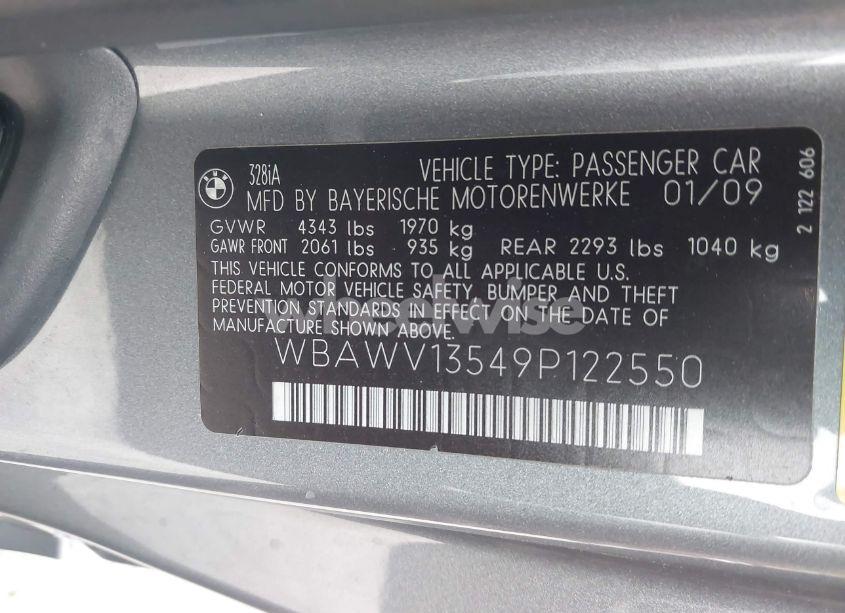 BMW
328iA VEHICLE TYPE: PASSENGER CAR
MFD BY BAYERISCHE MOTORENWERKE 01/09
GVWR 4343 lbs 1970 kg
GAWR FRONT 2061 lbs 935 kg REAR 2293 lbs 1040 kg
THIS VEHICLE CONFORMS TO ALL APPLICABLE U.S.
FEDERAL MOTOR VEHICLE SAFETY, BUMPER AND THEFT
PREVENTION STANDARDS IN EFFECT ON THE DATE OF
MANUFACTURE SHOWN ABOVE.
WBAWV13549P122550
2 122 606
wheelwise